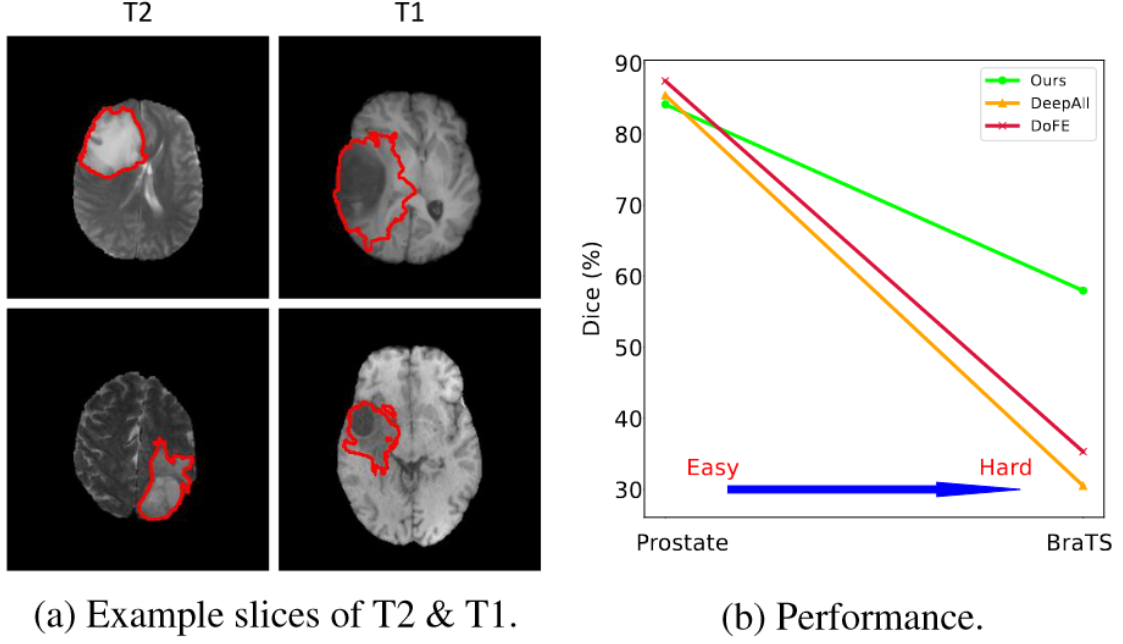 T2
T1
(a) Example slices of T2 & T1.
90
80
70
60
50
40
30
Dice (%)
Ours
DeepAll
DoFE
Easy
Hard
Prostate
BraTS
(b) Performance.